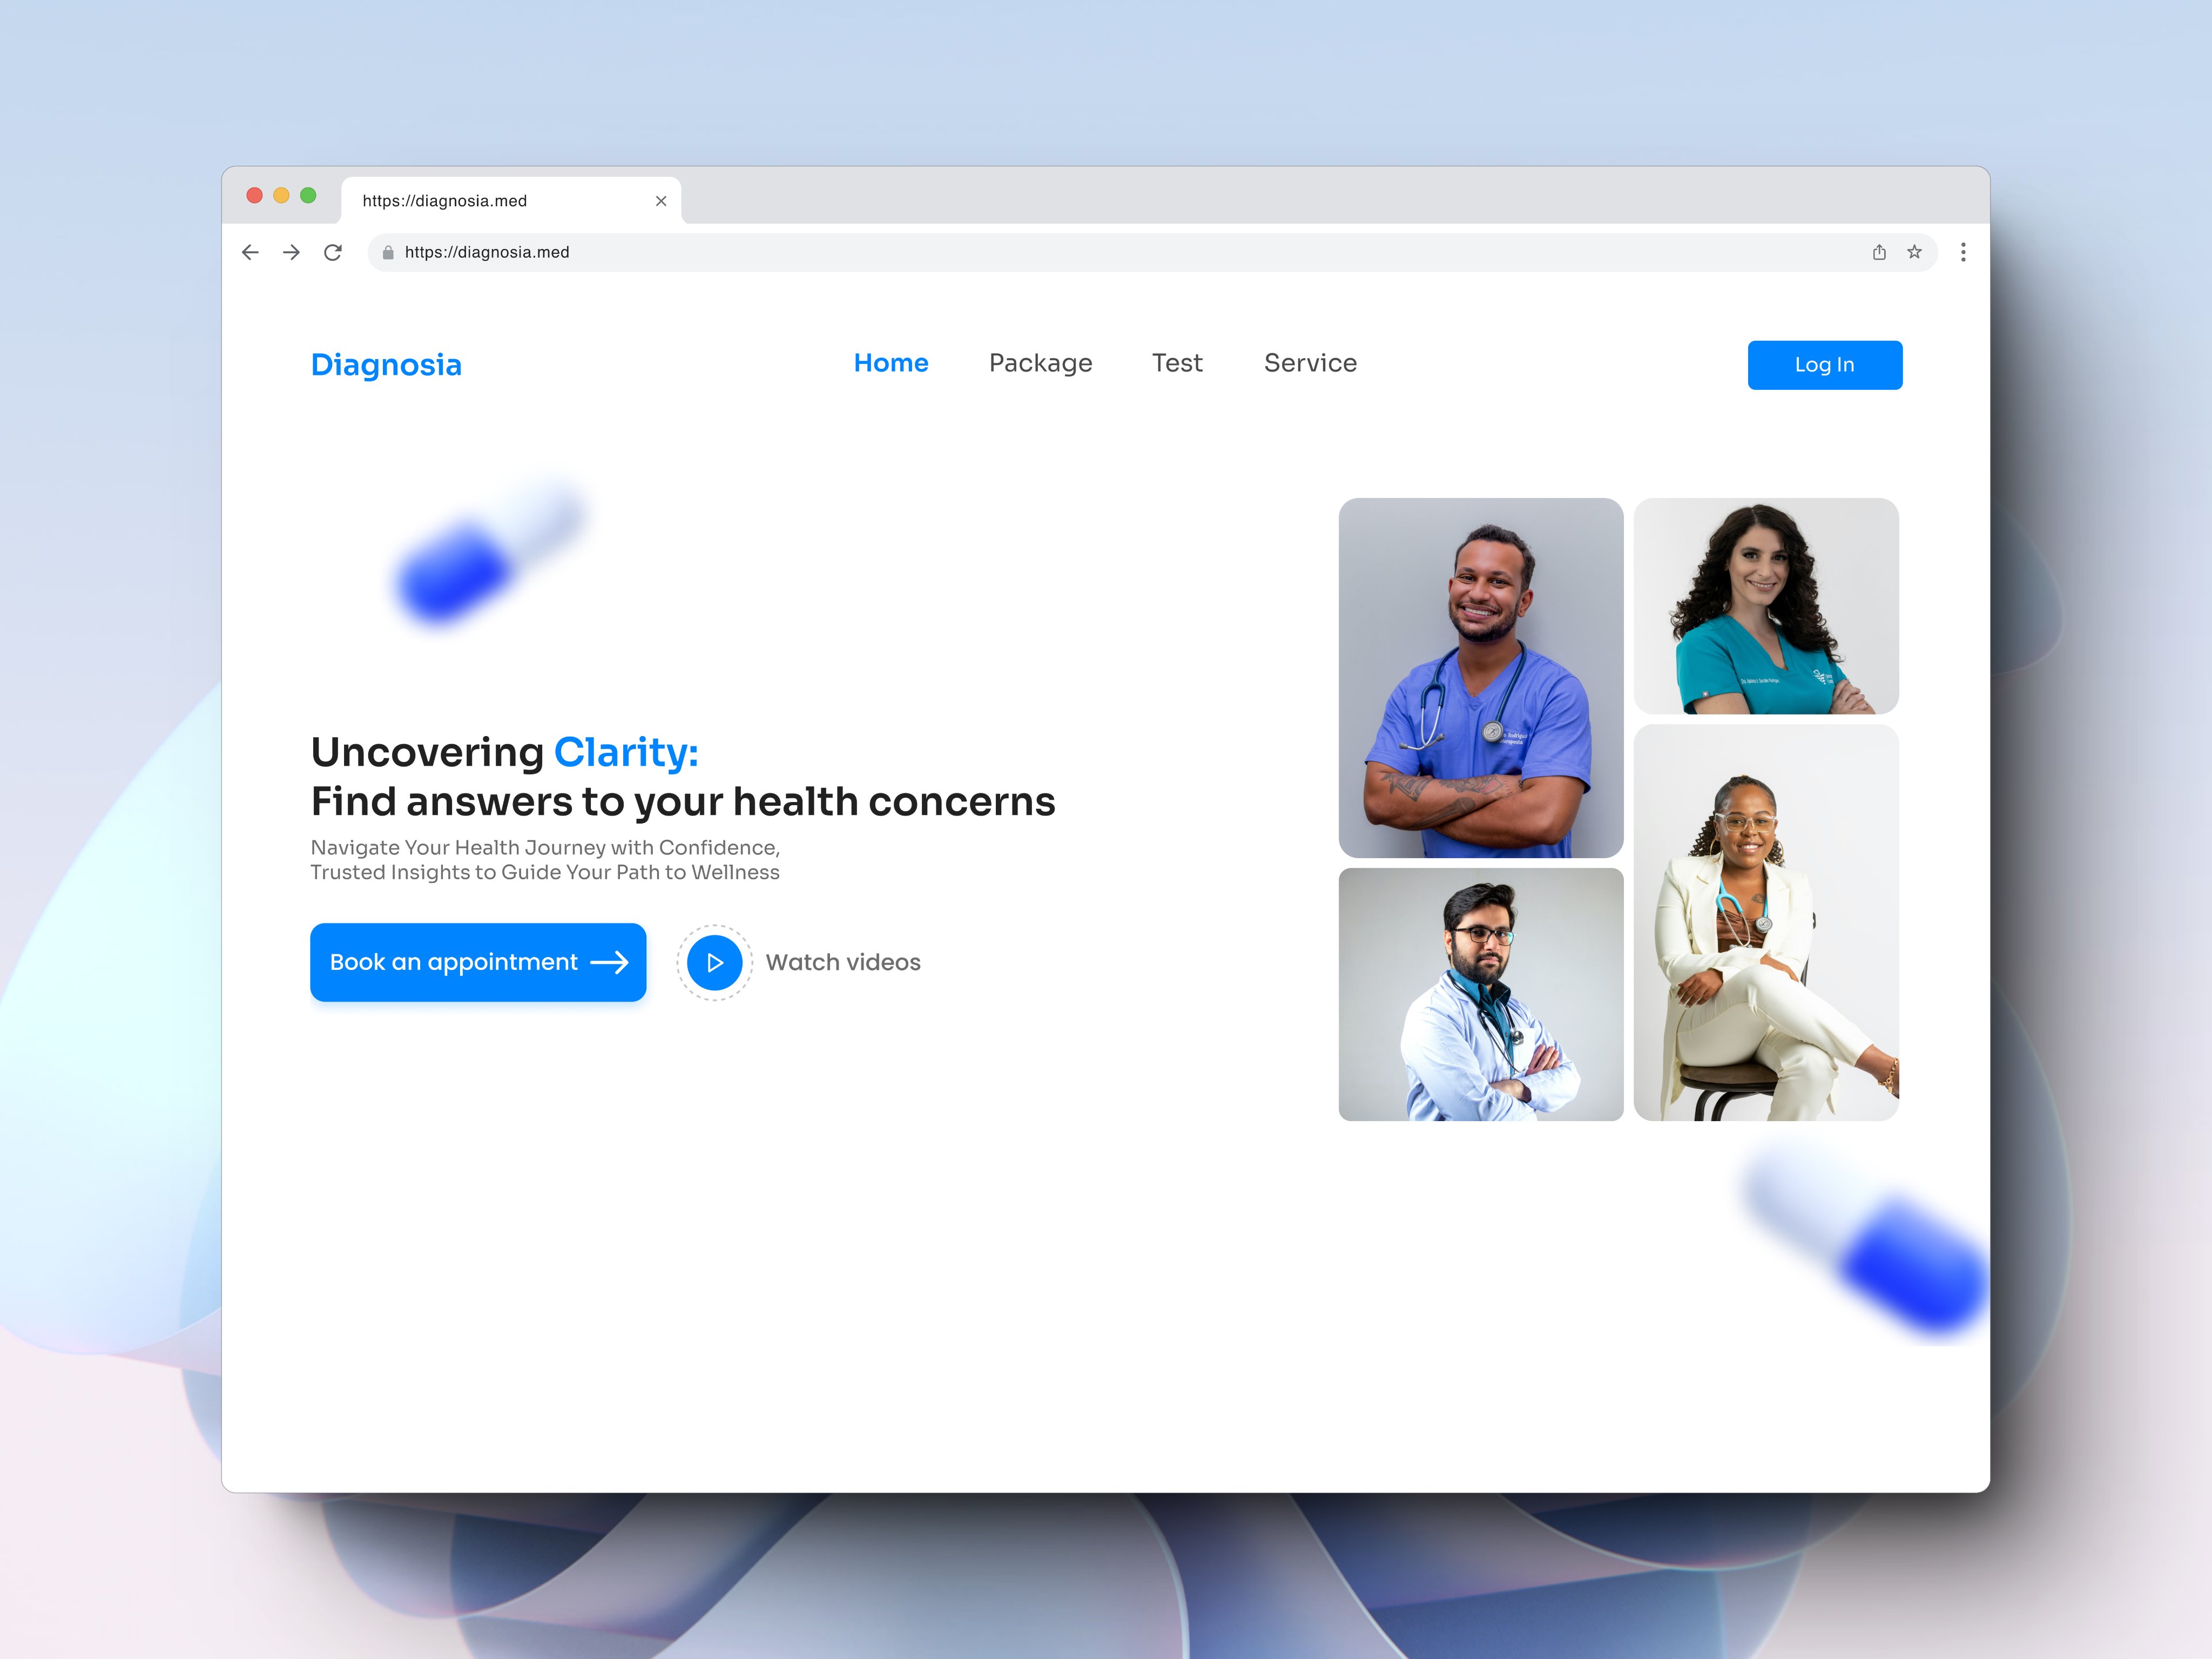 https://diagnosia.med
https://diagnosia.med
Diagnosia
Home
Package
Test
Service
Log In
Uncovering Clarity:
Find answers to your health concerns
Navigate Your Health Journey with Confidence,
Trusted Insights to Guide Your Path to Wellness
Book an appointment
Watch videos